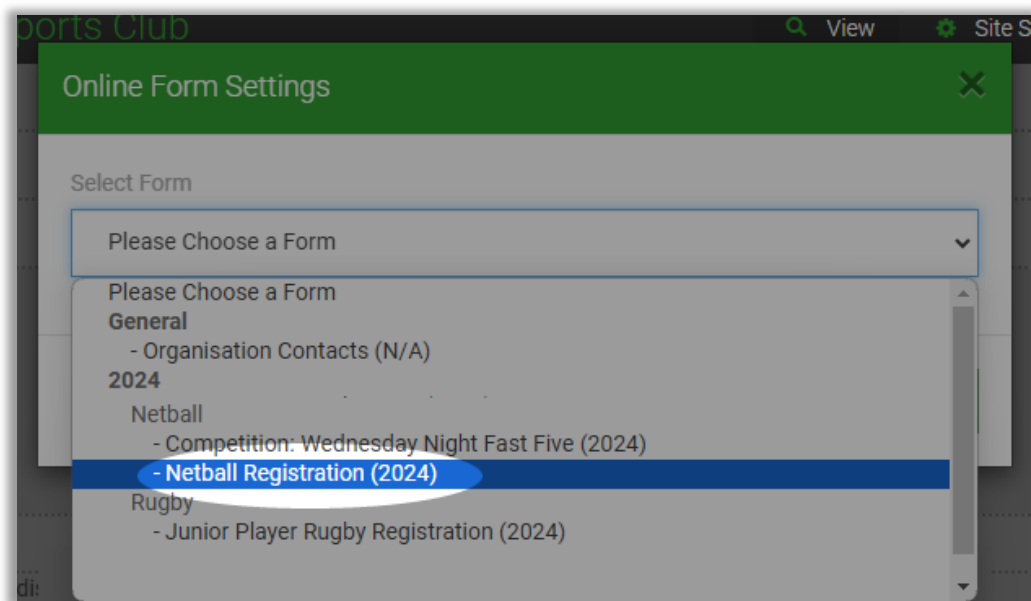 ports Club
View
Site S
Online Form Settings
Select Form
Please Choose a Form
Please Choose a Form
General
- Organisation Contacts (N/A)
2024
Netball
- Competition: Wednesday Night Fast Five (2024)
- Netball Registration (2024)
Rugby
- Junior Player Rugby Registration (2024)
dis